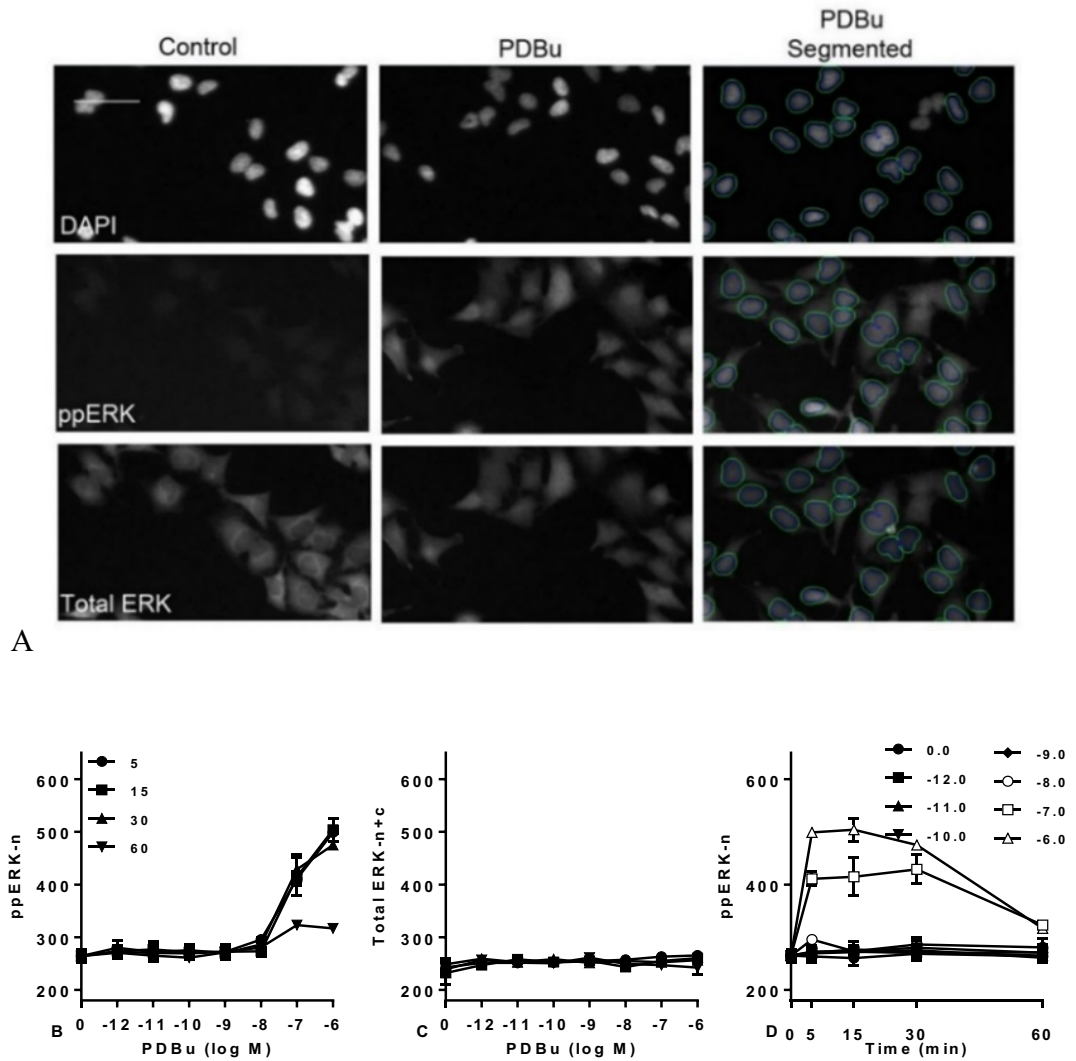 Control
PDBu
PDBu
Segmented
DAPI
ppERK
Total ERK
A
ppERK-n
600
500
400
300
200
5
15
30
60
0 -12 -11 -10 -9 -8 -7 -6
B
PDBu (log M)
Total ERK-n+c
600
500
400
300
200
0 -12 -11 -10 -9 -8 -7 -6
C
PDBu (log M)
ppERK-n
600
400
200
0.0
-12.0
-11.0
-10.0
-9.0
-8.0
-7.0
-6.0
0 5 15 30 60
D
Time (min)